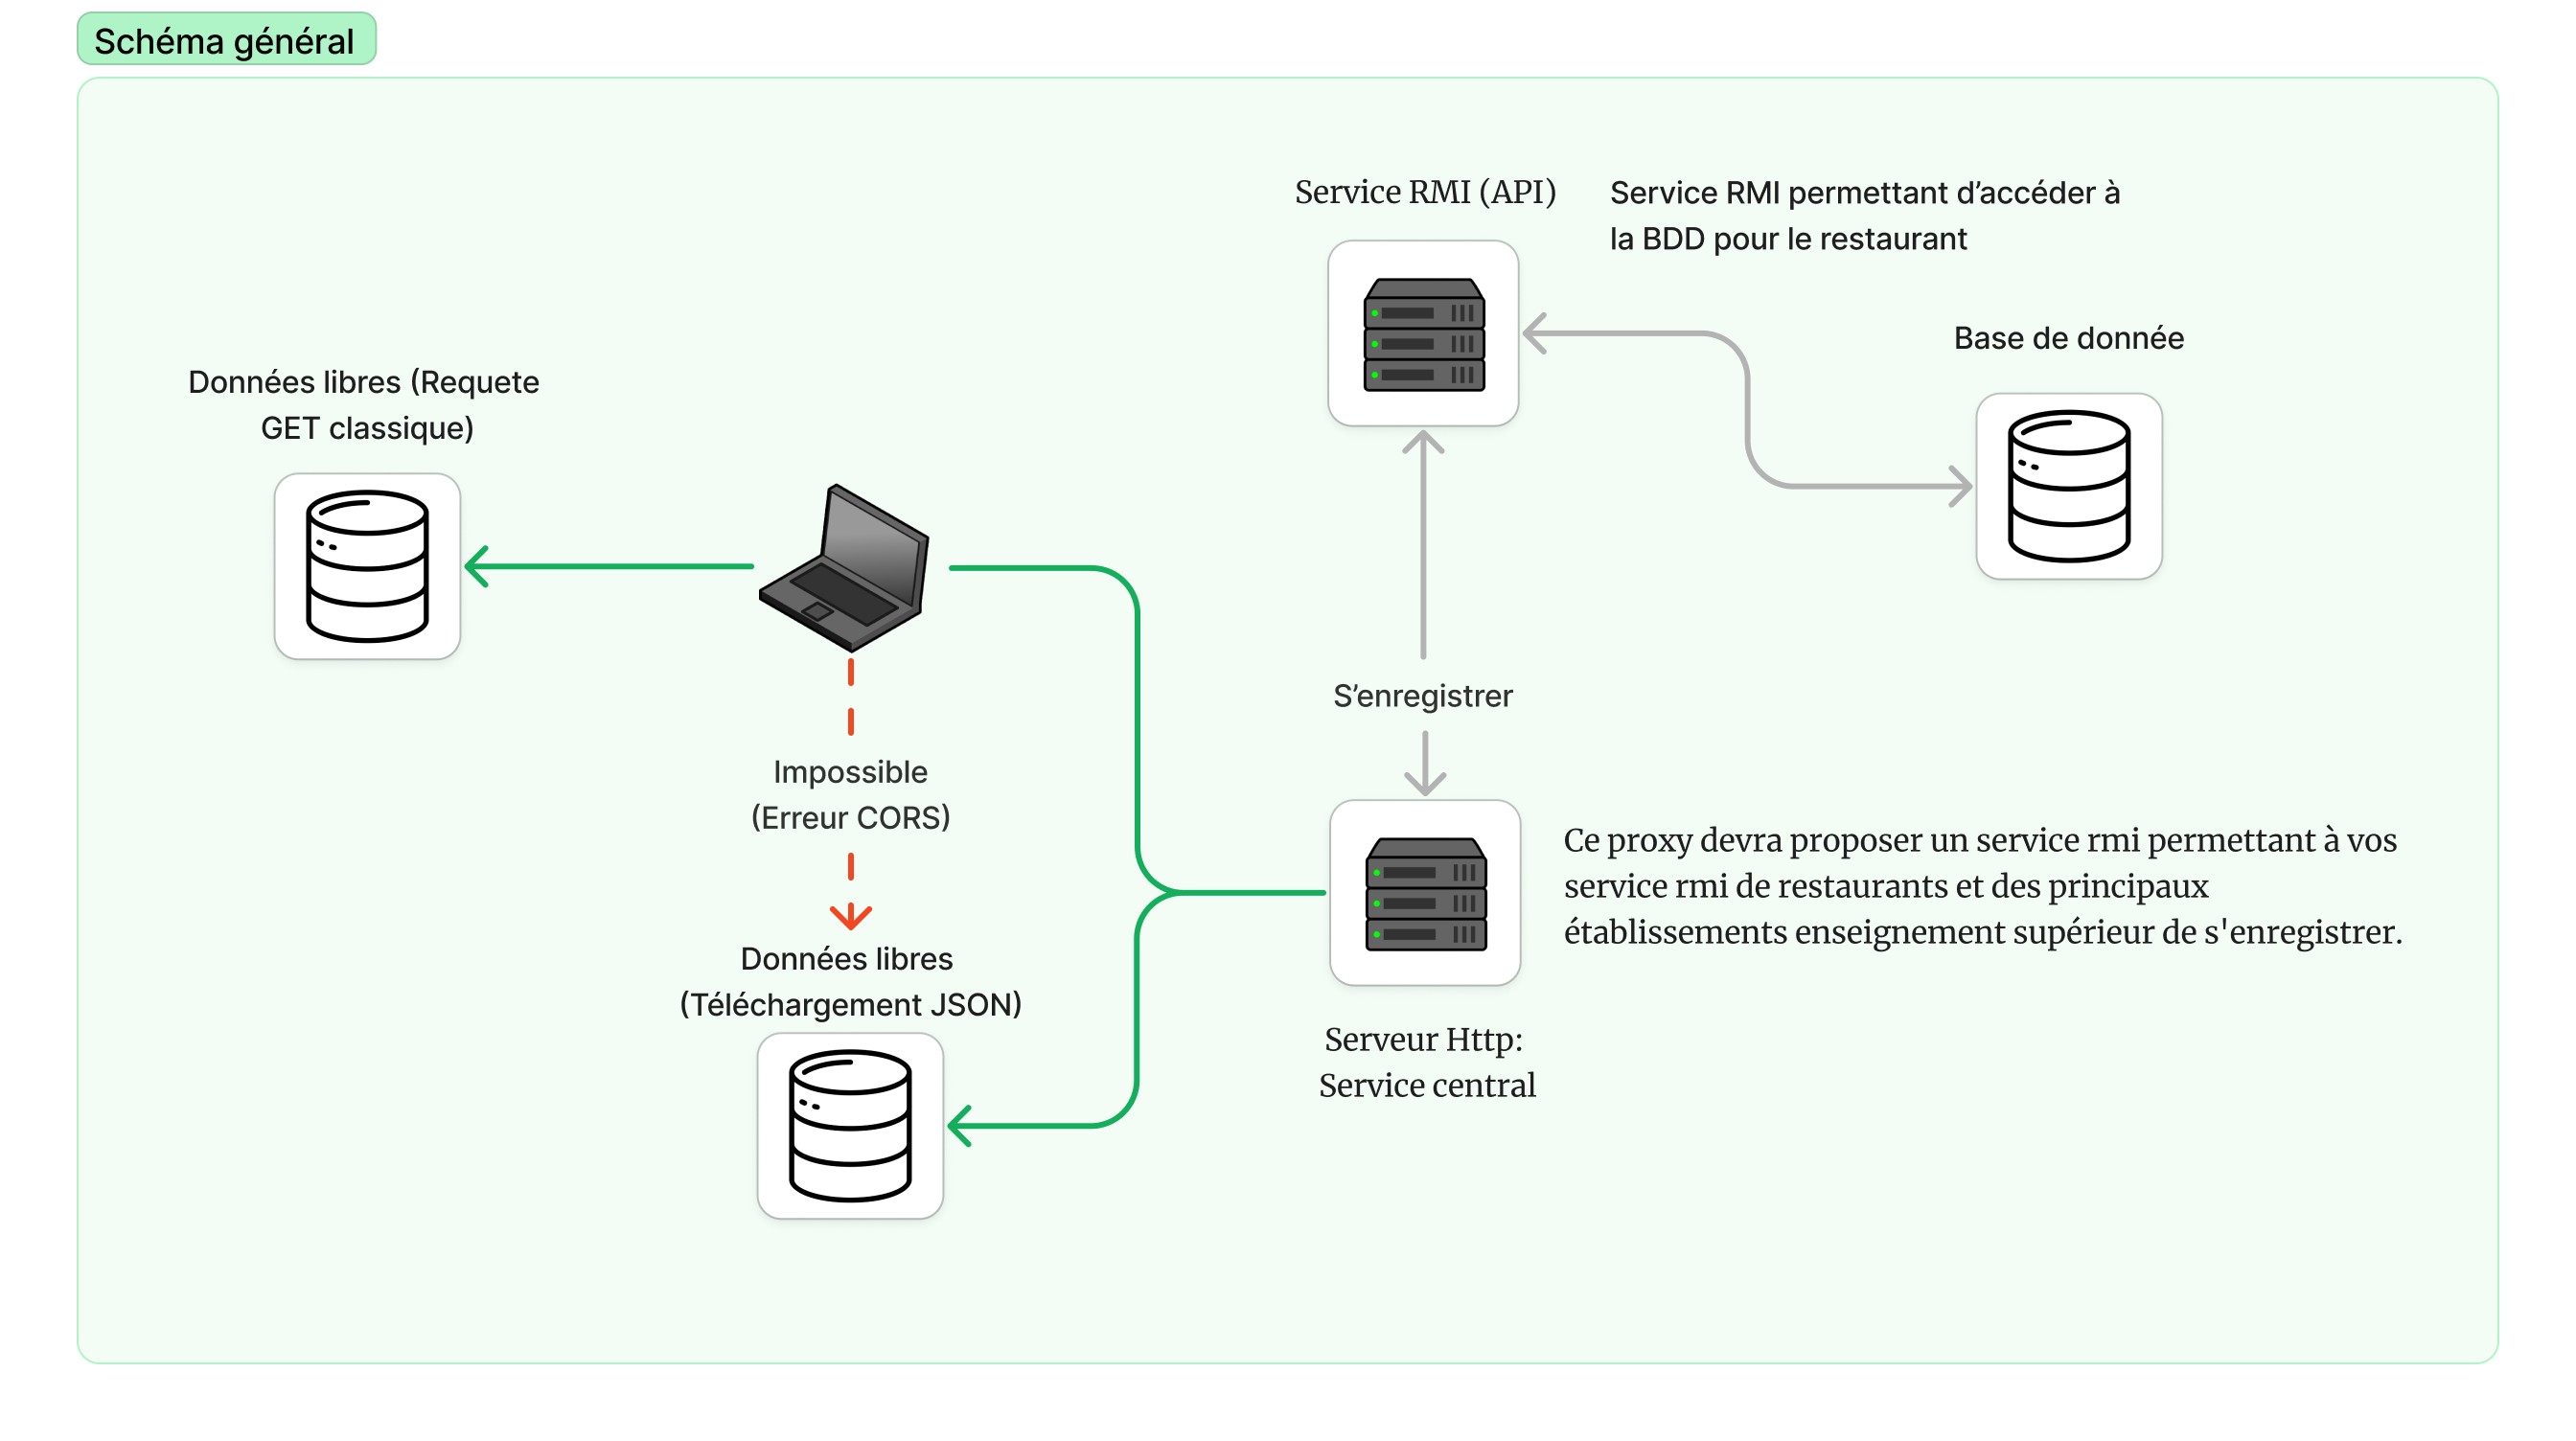 Schéma général
Service RMI (API)
Service RMI permettant d’accéder à
la BDD pour le restaurant
Base de donnée
Données libres (Requete
GET classique)
S’enregistrer
Impossible
(Erreur CORS)
Ce proxy devra proposer un service rmi permettant à vos
service rmi de restaurants et des principaux
établissements enseignement supérieur de s'enregistrer.
Données libres
(Téléchargement JSON)
Serveur Http:
Service central